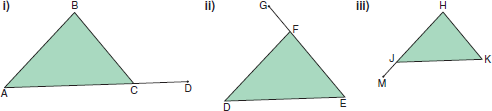 i) ii) iii)
B G H
F
J K
A C D M
D E